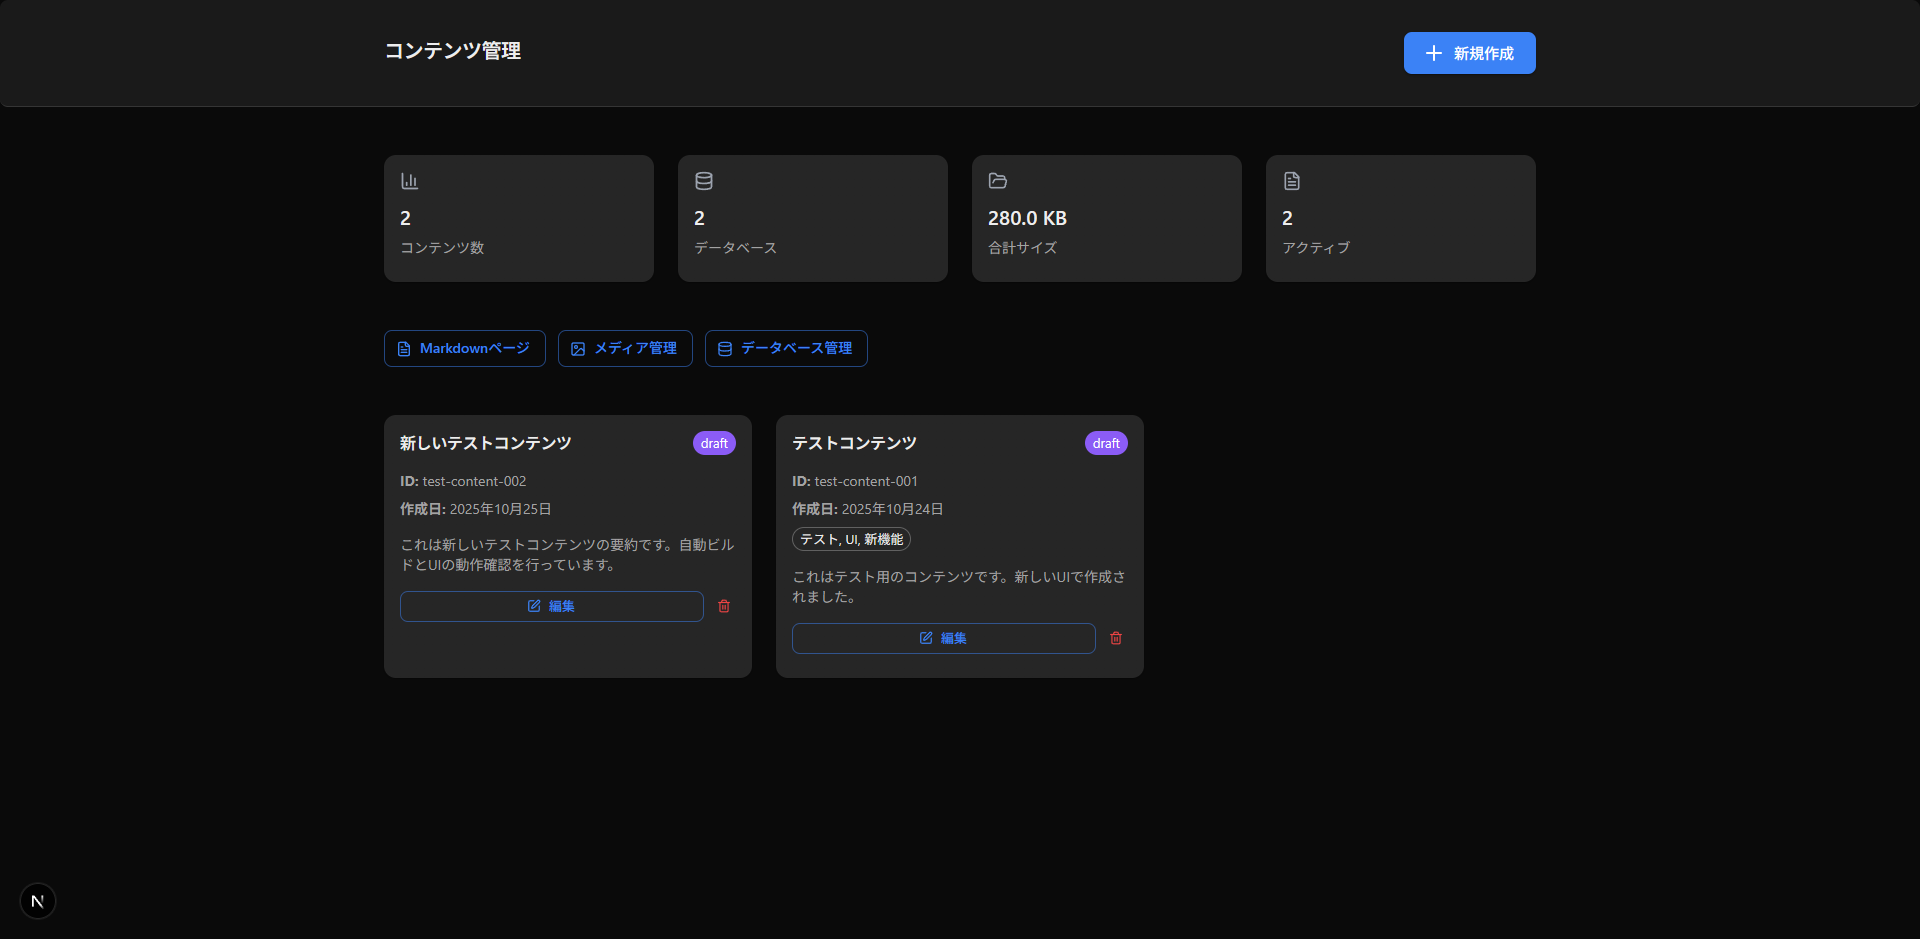 コンテンツ管理
新規作成
2
コンテンツ数
2
データベース
280.0 KB
合計サイズ
2
アクティブ
Markdownページ
メディア管理
データベース管理
新しいテストコンテンツ
draft
ID: test-content-002
作成日: 2025年10月25日
これは新しいテストコンテンツの要約です。自動ビル
ドとUIの動作確認を行っています。
編集
テストコンテンツ
draft
ID: test-content-001
作成日: 2025年10月24日
テスト, UI, 新機能
これはテスト用のコンテンツです。新しいUIで作成さ
れました。
編集
N